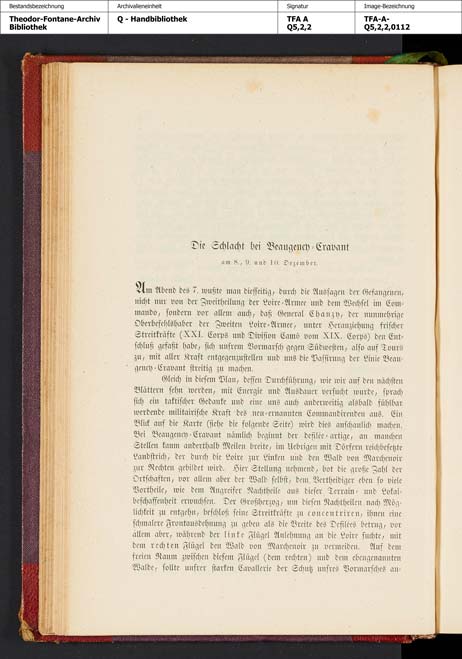 Bestandsbezeichnung
Archivalieneinheit
Signatur
Image-Bezeichnung
Theodor-Fontane-Archiv
Bibliothek
Q - Handbibliothek
TFA A
Q5,2,2
TFA-A-
Q5,2,2,0112
Die Schlacht bei Beaugency-Cravant
am 8., 9. und 10. Dezember.
Am Abend des 7. wußte man diesseitig, durch die Aussagen der Gefangenen,
nicht nur von der Zweitheilung der Loire-Armee und dem Wechsel im Com-
mando, sondern vor allem auch, daß General Chanzy, der nunmehrige
Oberbefehlshaber der Zweiten Loire-Armee, unter Heranziehung frischer
Streitkräfte (XXI. Corps und Division Camô vom XIX. Corps) den Ent-
schluß gefaßt habe, sich unsrem Vormarsch gegen Südwesten, also auf Tours
zu, mit aller Kraft entgegenzustellen und uns die Passirung der Linie Beau-
gency-Cravant streitig zu machen.
Gleich in diesem Plan, dessen Durchführung, wie wir auf den nächsten
Blättern sehn werden, mit Energie und Ausdauer versucht wurde, sprach
sich ein taktischer Gedanke und eine uns auch anderweitig alsbald fühlbar
werdende militairische Kraft des neu-ernannten Commandirenden aus. Ein
Blick auf die Karte (siehe die folgende Seite) wird dies anschaulich machen.
Bei Beaugency-Cravant nämlich beginnt der defilee-artige, an manchen
Stellen kaum anderthalb Meilen breite, im Uebrigen mit Dörfern reichbesetzte
Landstrich, der durch die Loire zur Linken und den Wald von Marchenoir
zur Rechten gebildet wird. Hier Stellung nehmend, bot die große Zahl der
Ortschaften, vor allem aber der Wald selbst, dem Vertheidiger eben so viele
Vortheile, wie dem Angreifer Nachtheile aus dieser Terrain- und Lokal-
beschaffenheit erwuchsen. Der Großherzog, um diesen Nachtheilen nach Mög-
lichkeit zu entgehn, beschloß seine Streitkräfte zu concentriren, ihnen eine
schmalere Frontausdehnung zu geben als die Breite des Defilees betrug, vor
allem aber, während der linke Flügel Anlehnung an die Loire suchte, mit
dem rechten Flügel den Wald von Marchenoir zu vermeiden. Auf dem
freien Raum zwischen diesem Flügel (dem rechten) und dem ebengenannten
Walde, sollte unsrer starken Cavallerie der Schutz unsres Vormarsches an-